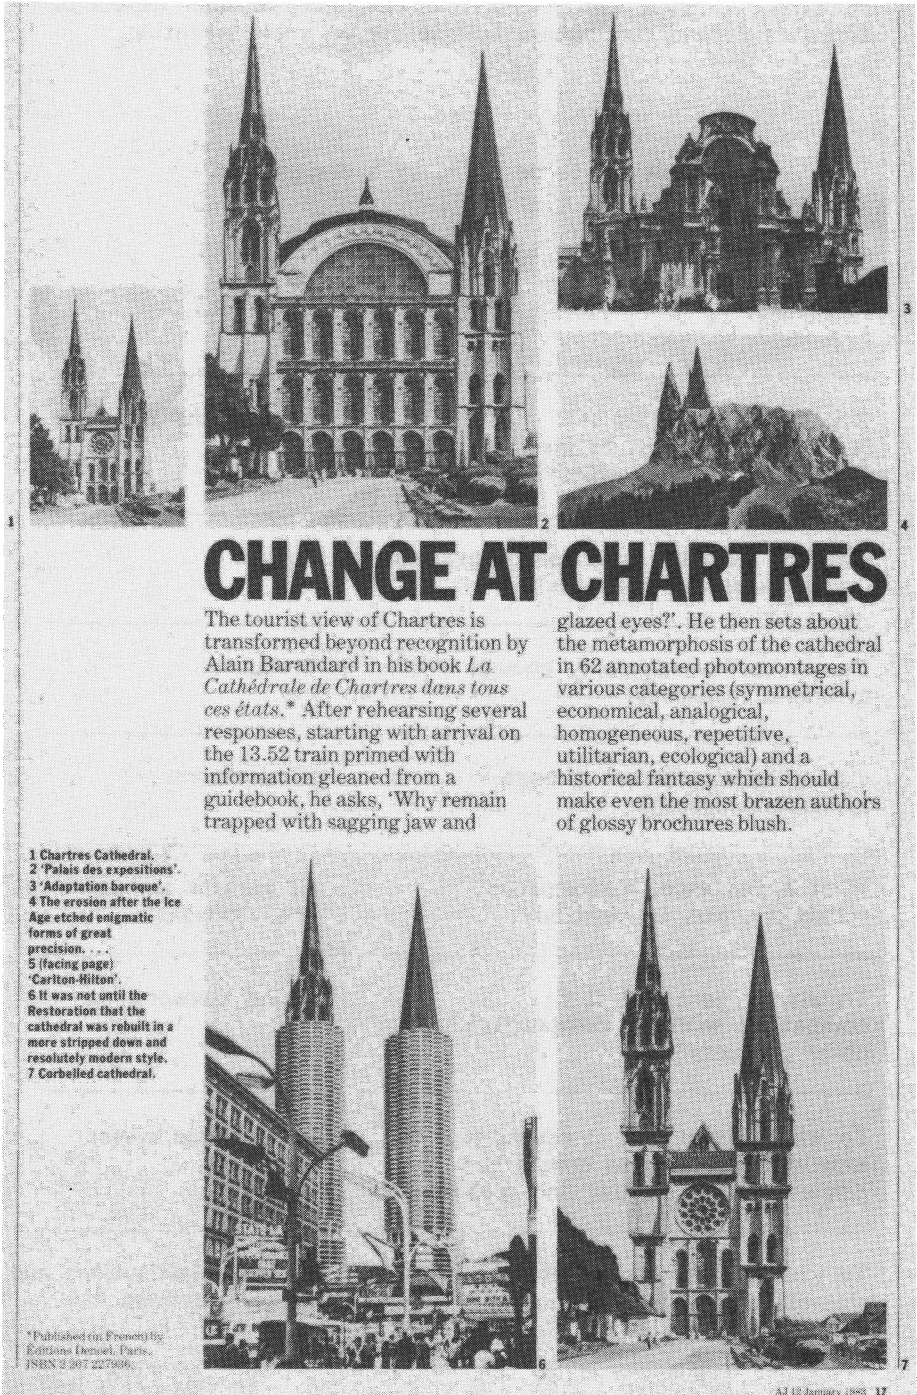 1
2
3
4
CHANGE AT CHARTRES
The tourist view of Chartres is
transformed beyond recognition by
Alain Barandard in his book La
Cathédrale de Chartres dans tous
ces états.* After rehearsing several
responses, starting with arrival on
the 13.52 train primed with
information gleaned from a
guidebook, he asks, ‘Why remain
trapped with sagging jaw and
glazed eyes?’. He then sets about
the metamorphosis of the cathedral
in 62 annotated photomontages in
various categories (symmetrical,
economical, analogical,
homogeneous, repetitive,
utilitarian, ecological) and a
historical fantasy which should
make even the most brazen authors
of glossy brochures blush.
1 Chartres Cathedral.
2 ‘Palais des expositions’.
3 ‘Adaptation baroque’.
4 The erosion after the Ice
Age etched enigmatic
forms of great
precision. . . .
5 (facing page)
‘Carlton-Hilton’.
6 It was not until the
Restoration that the
cathedral was rebuilt in a
more stripped down and
resolutely modern style.
7 Corbelled cathedral.
*Published (in French) by
Editions Denoel, Paris.
ISBN 2 207 227936.
6
7
AJ 12 January 1983 17